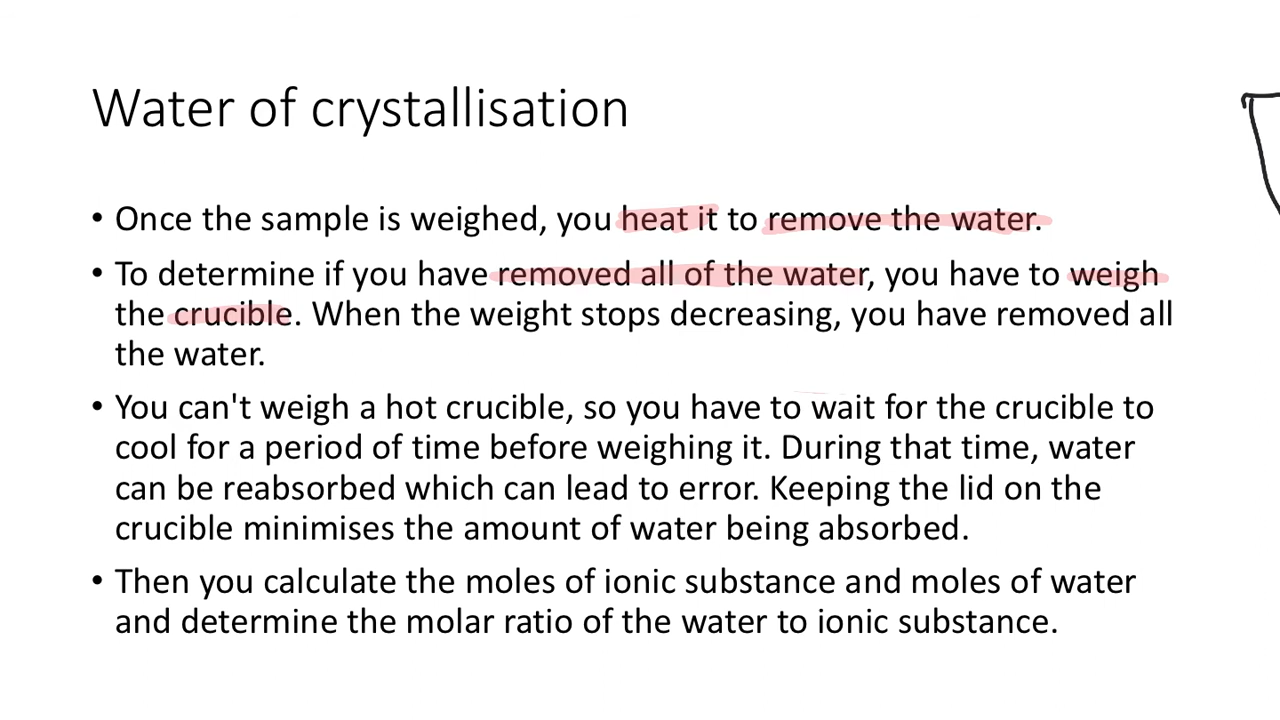 Water of crystallisation
• Once the sample is weighed, you heat it to remove the water.
• To determine if you have removed all of the water, you have to weigh
the crucible. When the weight stops decreasing, you have removed all
the water.
• You can't weigh a hot crucible, so you have to wait for the crucible to
cool for a period of time before weighing it. During that time, water
can be reabsorbed which can lead to error. Keeping the lid on the
crucible minimises the amount of water being absorbed.
• Then you calculate the moles of ionic substance and moles of water
and determine the molar ratio of the water to ionic substance.